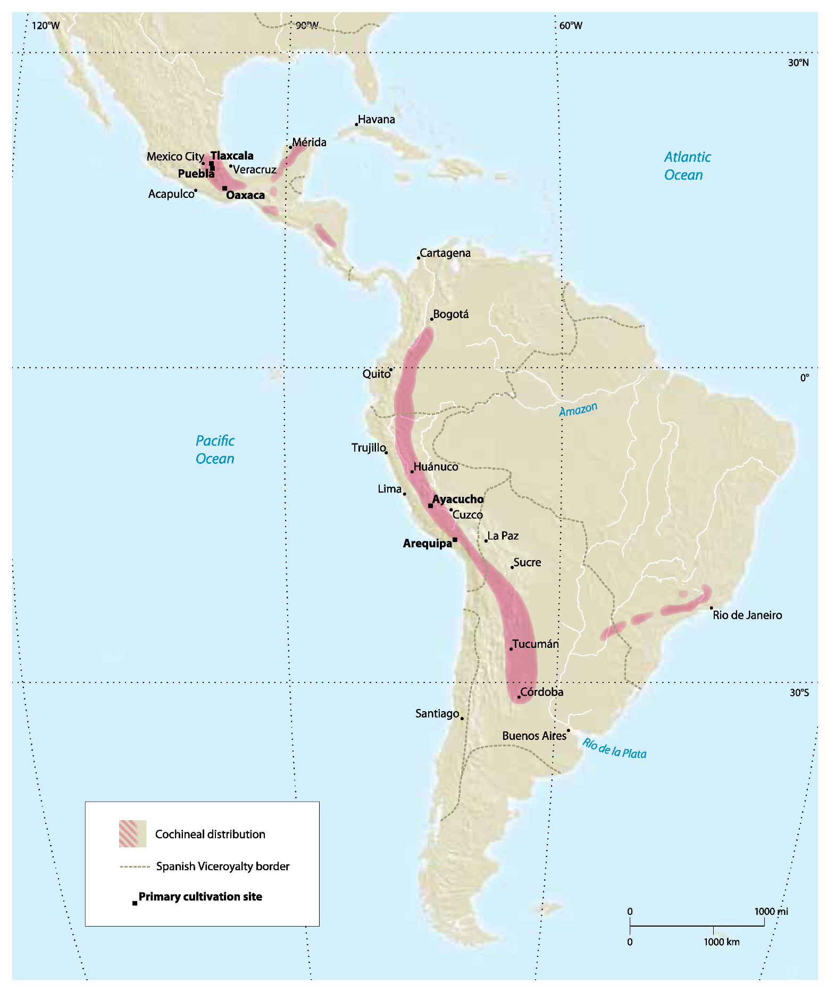 120°W
90°W
60°W
30°N
Havana
Mérida
Mexico City
Tlaxcala
Veracruz
Puebla
Acapulco
Oaxaca
Atlantic
Ocean
Cartagena
Bogotá
Quito
0°
Amazon
Pacific
Ocean
Trujillo
Huánuco
Lima
Ayacucho
Cuzco
La Paz
Arequipa
Sucre
Rio de Janeiro
Tucumán
Córdoba
30°S
Santiago
Buenos Aires
Río de la Plata
Cochineal distribution
Spanish Viceroyalty border
Primary cultivation site
0
1000 mi
0
1000 km